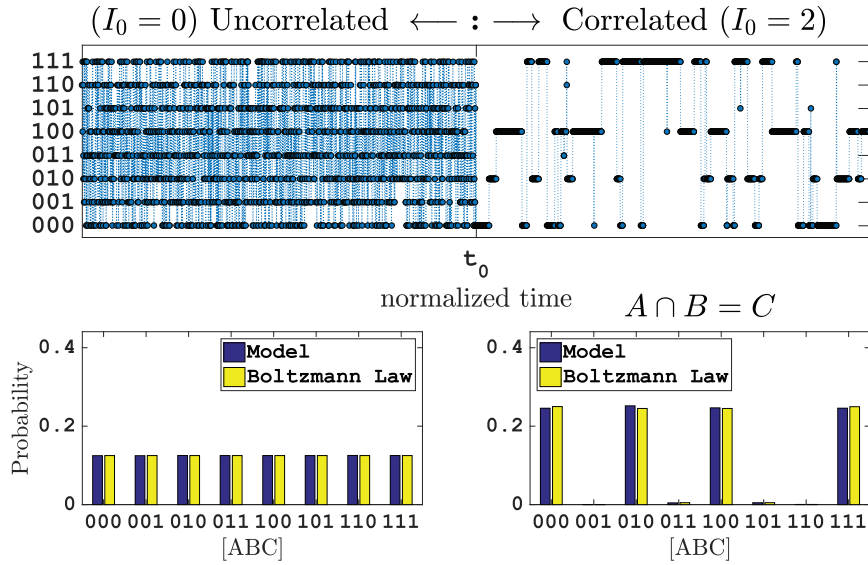 (I₀ = 0) Uncorrelated ⟵ : ⟶ Correlated (I₀ = 2)
111
110
101
100
011
010
001
000
t₀
normalized time
A ∩ B = C
Probability
0.4
0.2
0
Model
Boltzmann Law
000 001 010 011 100 101 110 111
[ABC]
0.4
0.2
0
Model
Boltzmann Law
000 001 010 011 100 101 110 111
[ABC]